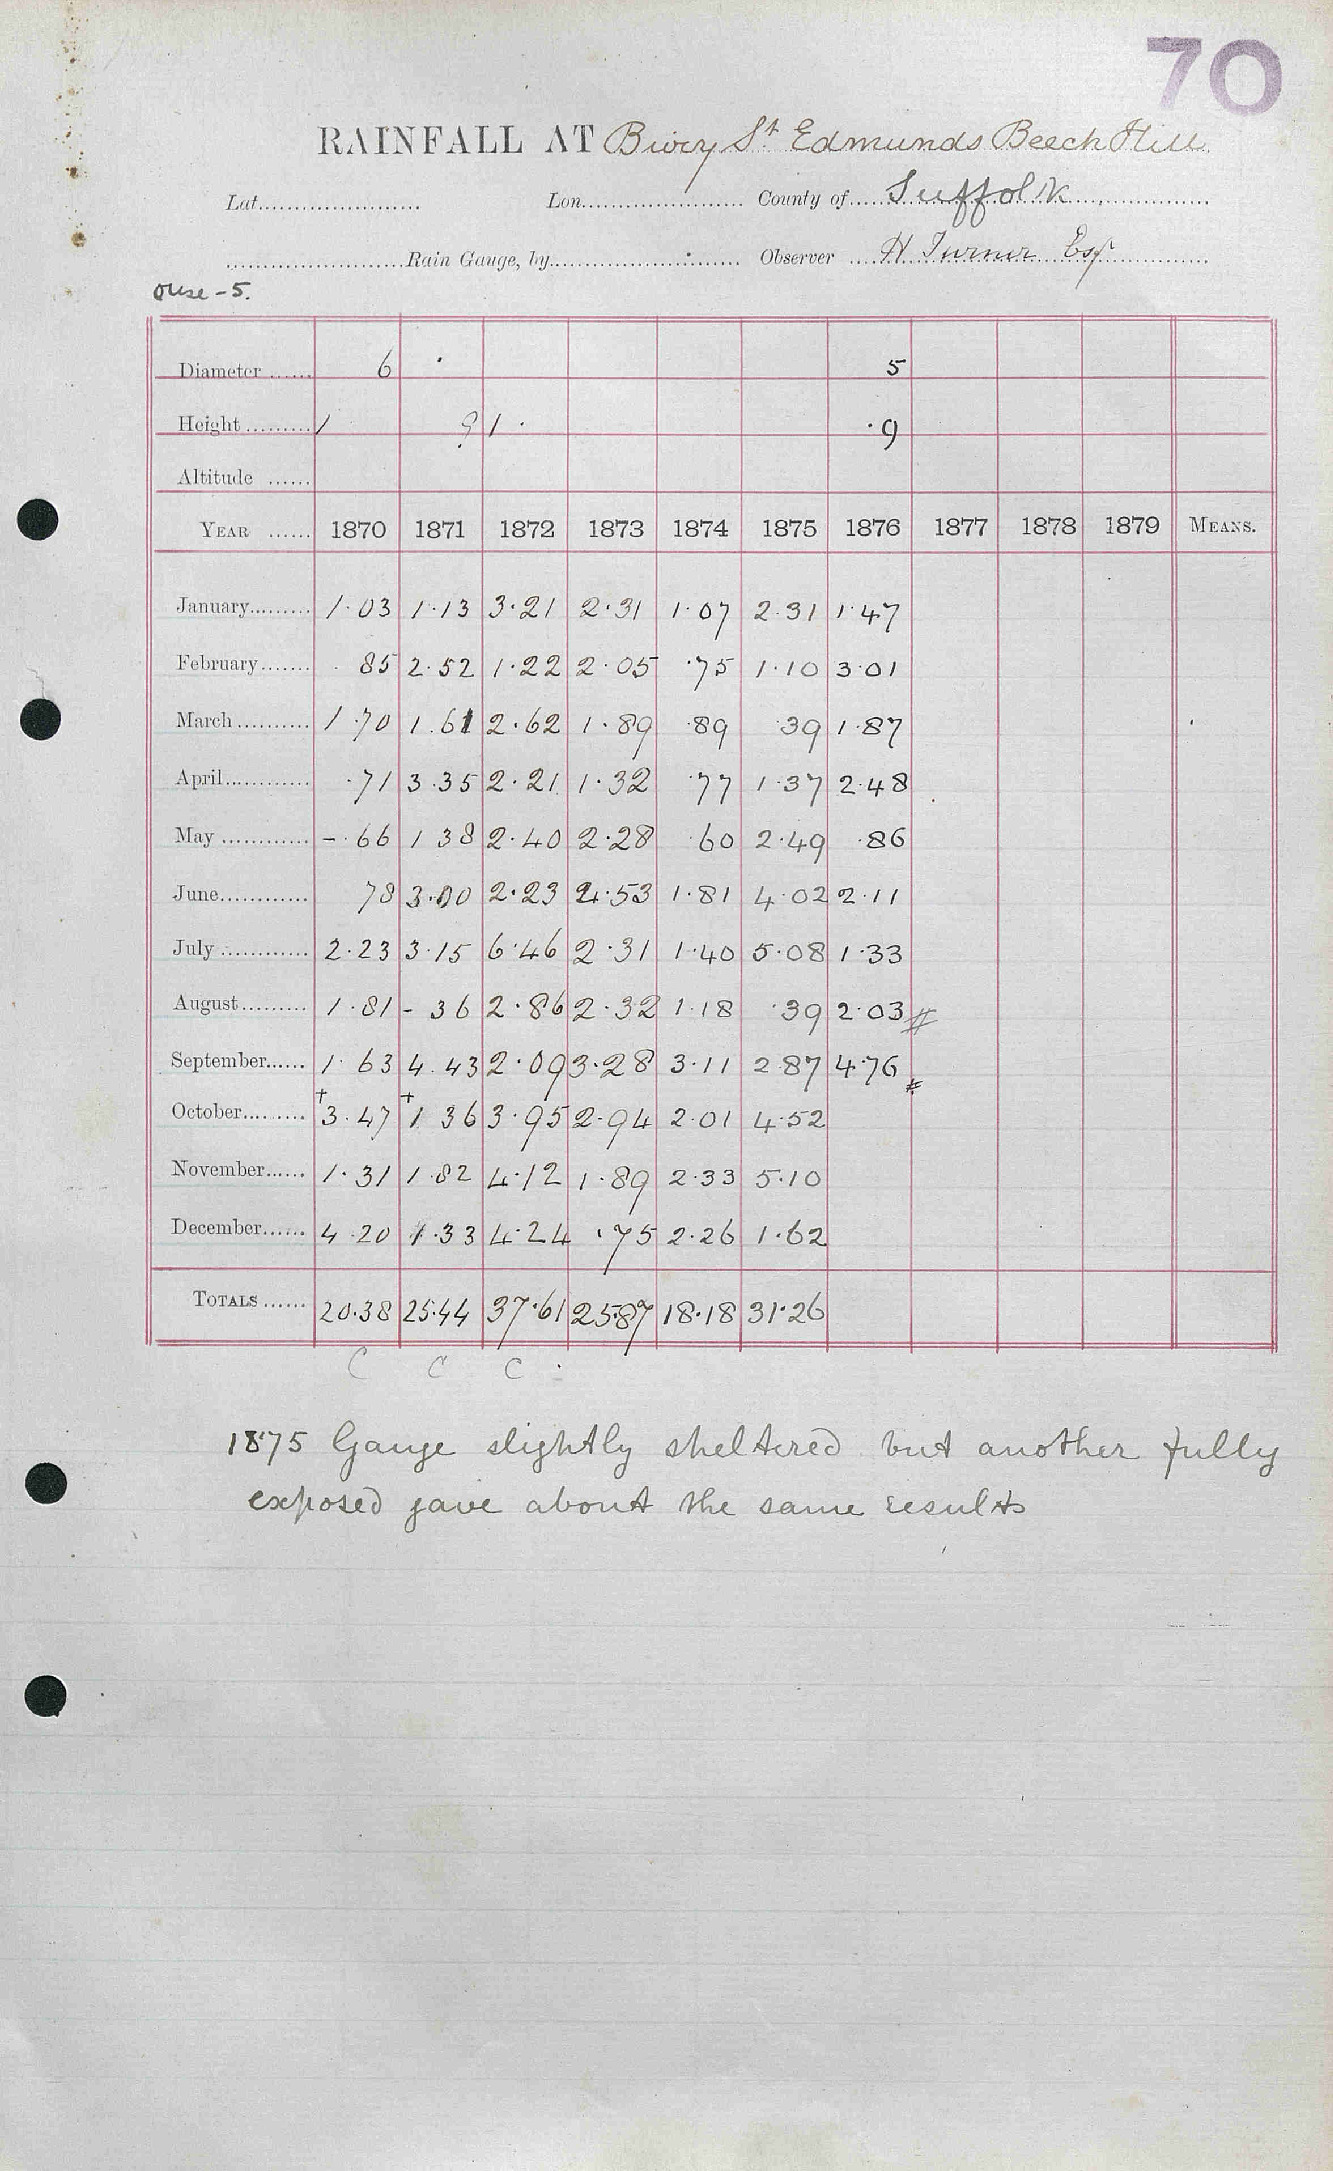 70
RAINFALL AT Bury St Edmunds Beech Hill
Lat. Lon. County of Suffolk
Rain Gauge, by Observer H Turner Esq
Ouse - 5.
Diameter 6 5
Height 1 9 1 · ·9
Altitude
YEAR 1870 1871 1872 1873 1874 1875 1876 1877 1878 1879 MEANS.
January 1·03 1·13 3·21 2·31 1·07 2·31 1·47
February ·85 2·52 1·22 2·05 ·75 1·10 3·01
March 1·70 1·61 2·62 1·89 ·89 ·39 1·87
April ·71 3·35 2·21 1·32 ·77 1·37 2·48
May -·66 1 38 2·40 2·28 ·60 2·49 ·86
June 78 3·00 2·23 2·53 1·81 4·02 2·11
July 2·23 3·15 6·46 2·31 1·40 5·08 1·33
August 1·81 - 36 2·86 2·32 1·18 ·39 2·03 #
September 1·63 4·43 2·09 3·28 3·11 2·87 4·76 #
October +3·47 +1 36 3·95 2·94 2·01 4·52
November 1·31 1·82 4·12 1·89 2·33 5·10
December 4·20 1·33 4·24 ·75 2·26 1·62
TOTALS 20·38 25·44 37·61 25·87 18·18 31·26
C C C
1875 Gauge slightly sheltered but another fully
exposed gave about the same results